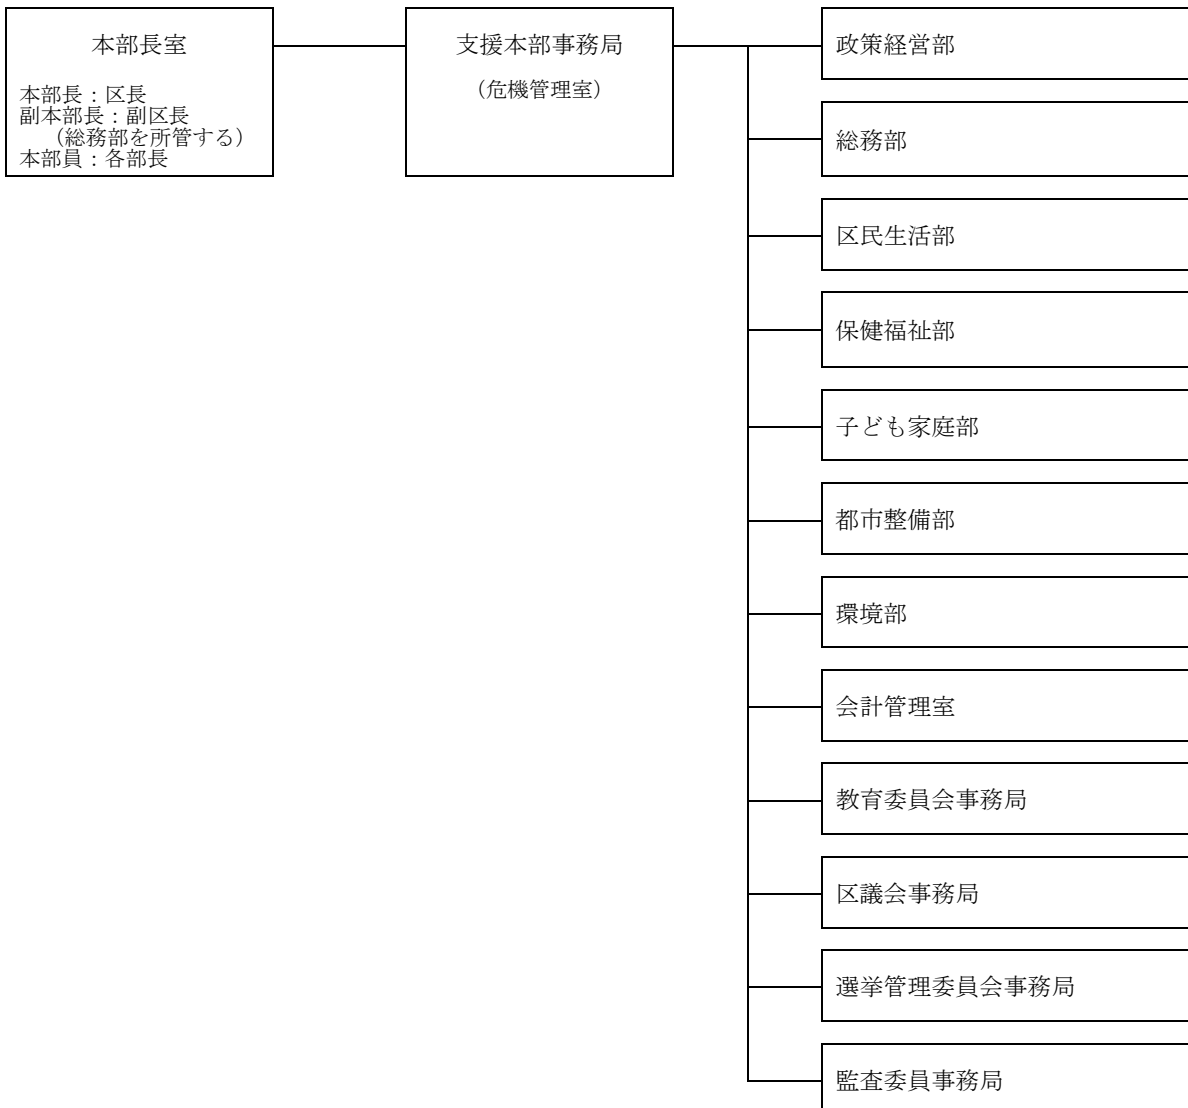 本部長室
本部長：区長
副本部長：副区長
（総務部を所管する）
本部員：各部長
支援本部事務局
（危機管理室）
政策経営部
総務部
区民生活部
保健福祉部
子ども家庭部
都市整備部
環境部
会計管理室
教育委員会事務局
区議会事務局
選挙管理委員会事務局
監査委員事務局